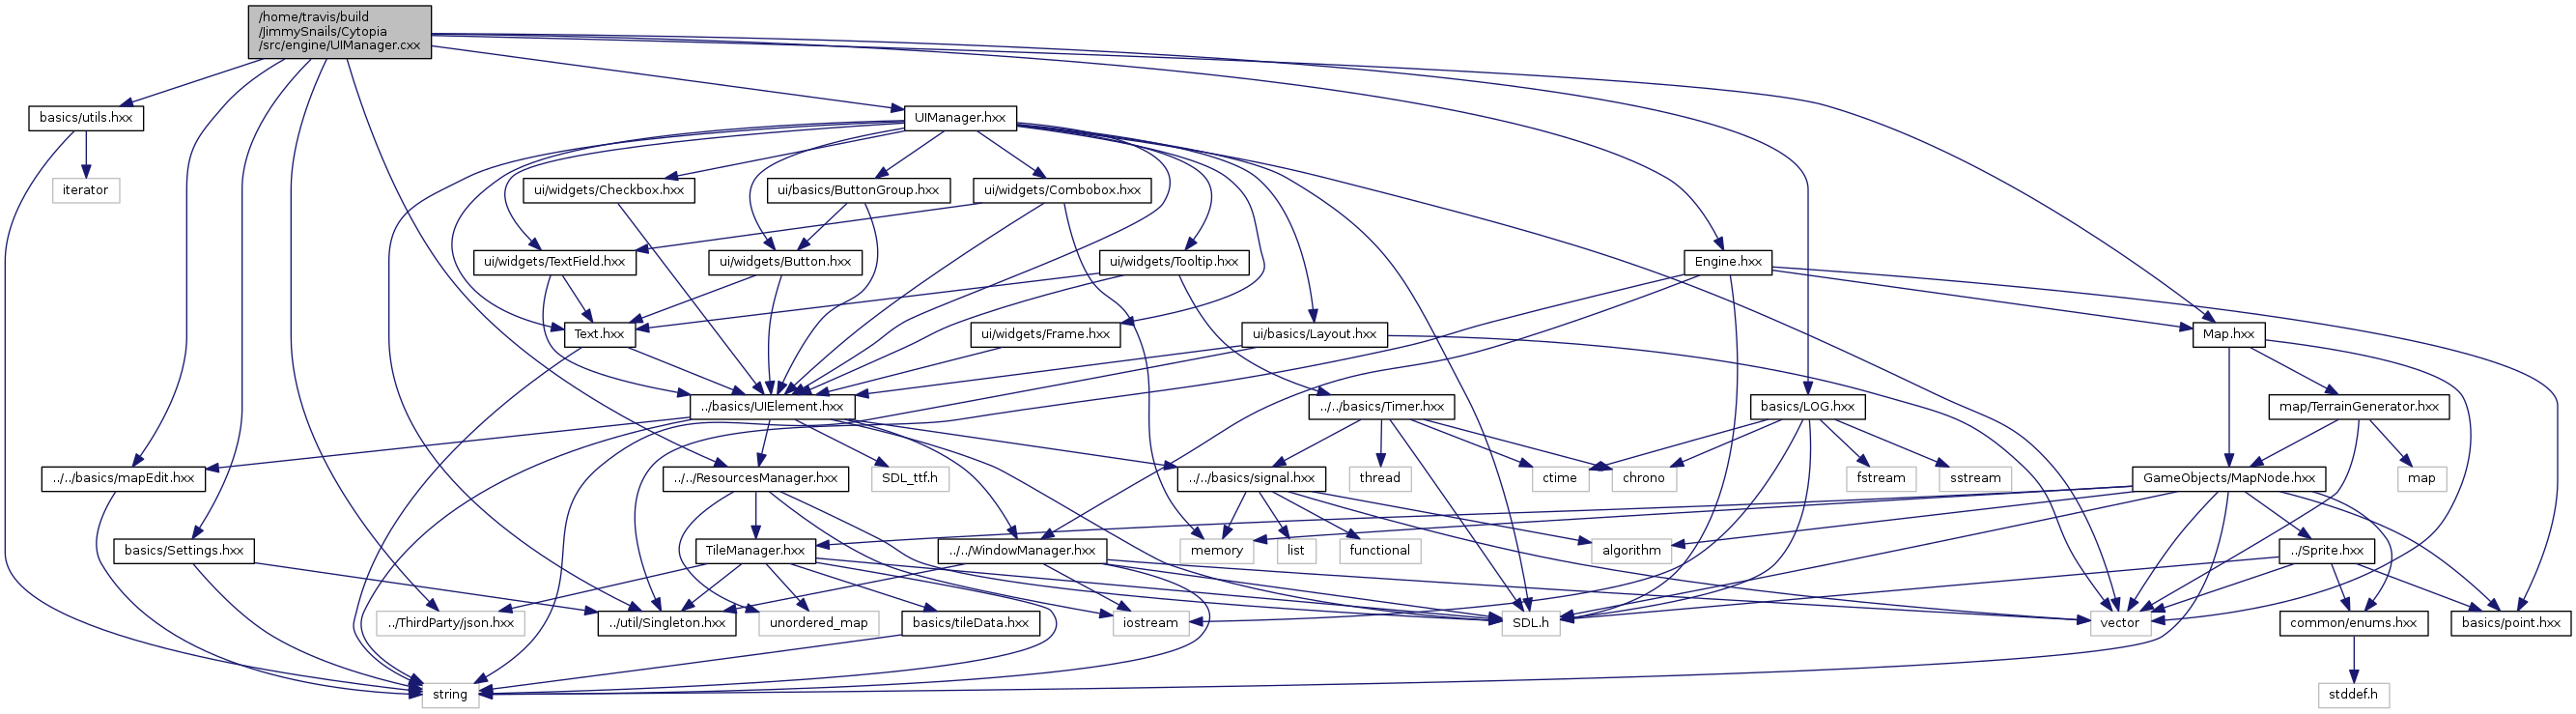 /home/travis/build
/JimmySnails/Cytopia
/src/engine/UIManager.cxx
basics/utils.hxx
UIManager.hxx
iterator
ui/widgets/Checkbox.hxx
ui/basics/ButtonGroup.hxx
ui/widgets/Combobox.hxx
ui/widgets/TextField.hxx
ui/widgets/Button.hxx
ui/widgets/Tooltip.hxx
Engine.hxx
Text.hxx
ui/widgets/Frame.hxx
ui/basics/Layout.hxx
Map.hxx
../basics/UIElement.hxx
../../basics/Timer.hxx
basics/LOG.hxx
map/TerrainGenerator.hxx
../../basics/mapEdit.hxx
../../ResourcesManager.hxx
SDL_ttf.h
../../basics/signal.hxx
thread
ctime
chrono
fstream
sstream
GameObjects/MapNode.hxx
map
basics/Settings.hxx
TileManager.hxx
../../WindowManager.hxx
memory
list
functional
algorithm
../Sprite.hxx
../ThirdParty/json.hxx
../util/Singleton.hxx
unordered_map
basics/tileData.hxx
iostream
SDL.h
vector
common/enums.hxx
basics/point.hxx
string
stddef.h